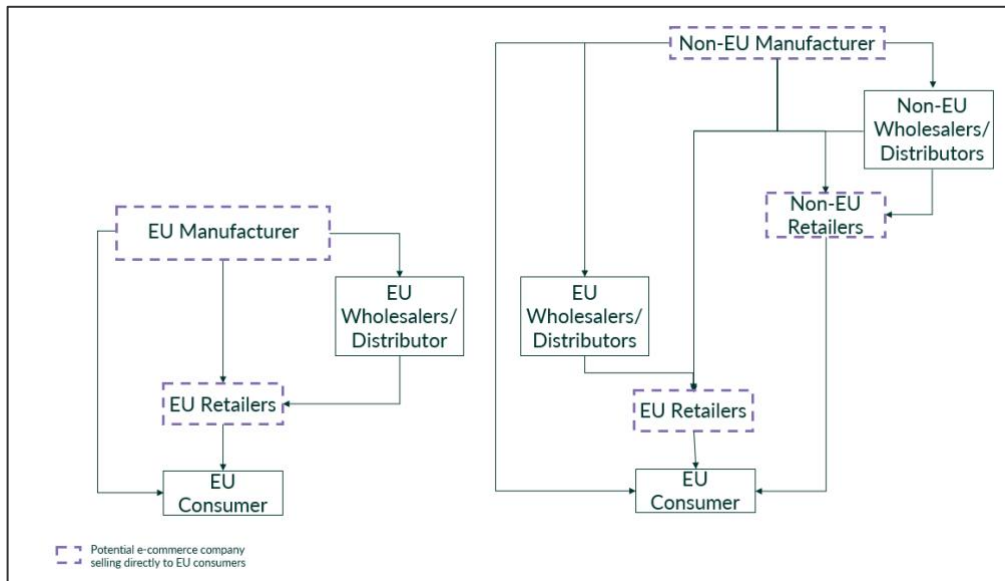 Non-EU Manufacturer
Non-EU
Wholesalers/
Distributors
Non-EU
Retailers
EU Manufacturer
EU
Wholesalers/
Distributor
EU
Wholesalers/
Distributors
EU Retailers
EU Retailers
EU
Consumer
EU
Consumer
Potential e-commerce company
selling directly to EU consumers